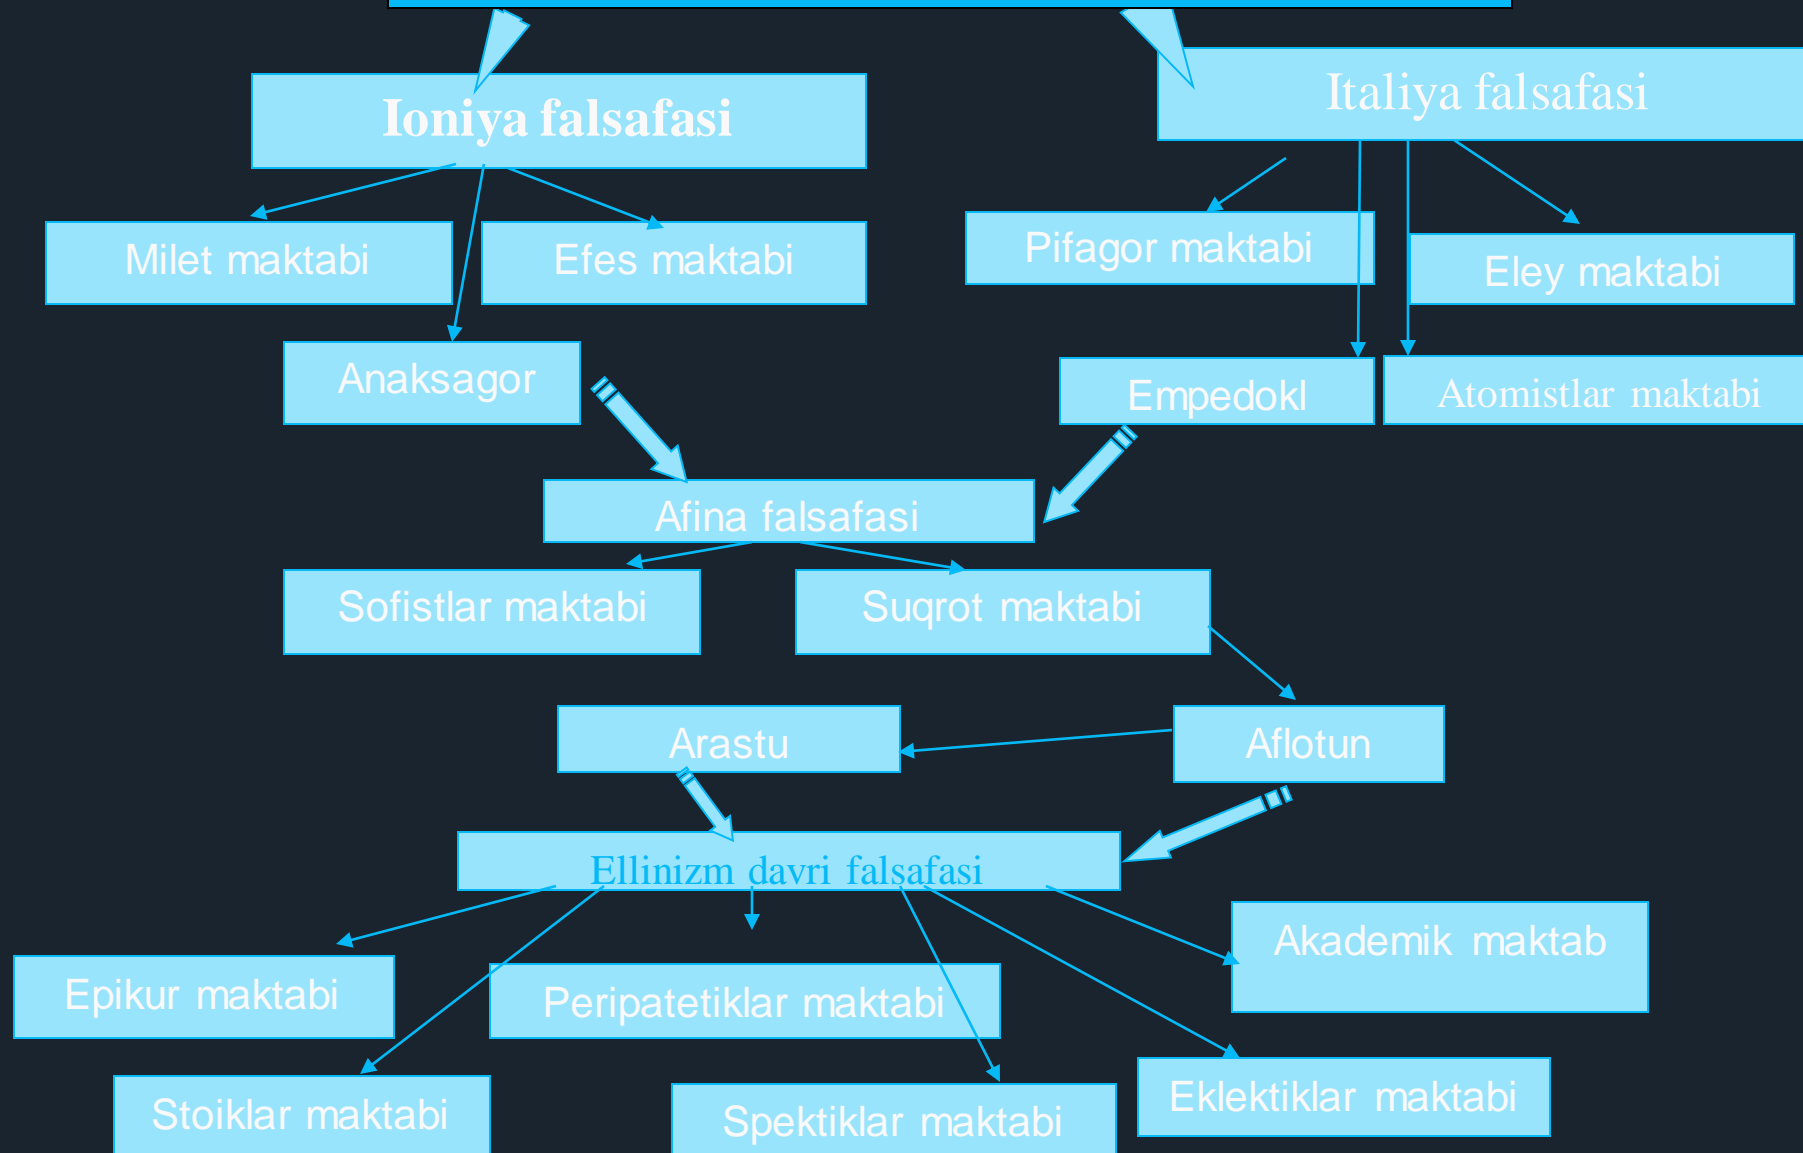 Ioniya falsafasi
Italiya falsafasi
Milet maktabi
Efes maktabi
Pifagor maktabi
Eley maktabi
Anaksagor
Empedokl
Atomistlar maktabi
Afina falsafasi
Sofistlar maktabi
Suqrot maktabi
Arastu
Aflotun
Ellinizm davri falsafasi
Akademik maktab
Epikur maktabi
Peripatetiklar maktabi
Stoiklar maktabi
Spektiklar maktabi
Eklektiklar maktabi